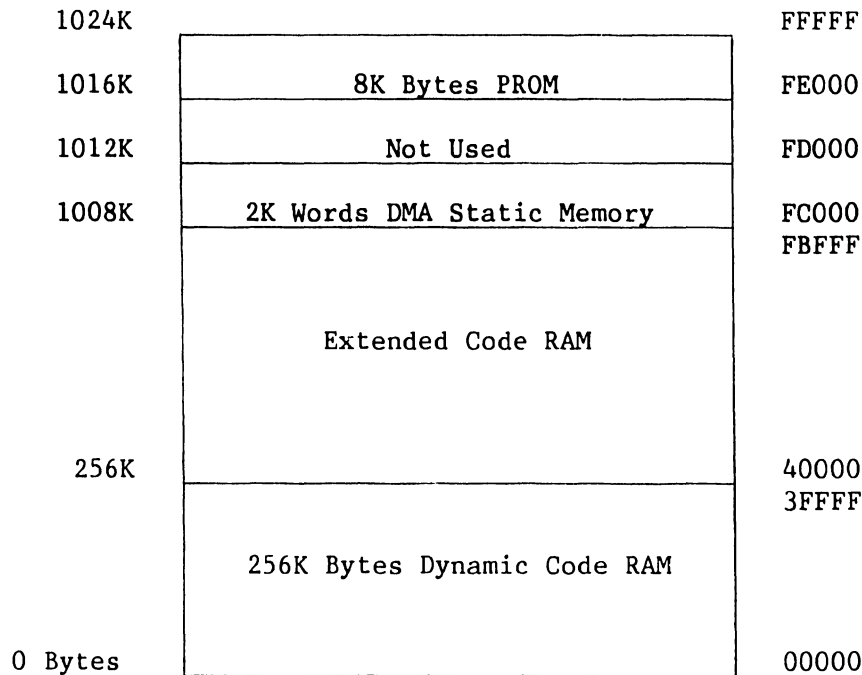 1024K FFFFF
1016K 8K Bytes PROM FE000
1012K Not Used FD000
1008K 2K Words DMA Static Memory FC000
FBFFF
Extended Code RAM
256K 40000
3FFFF
256K Bytes Dynamic Code RAM
0 Bytes 00000